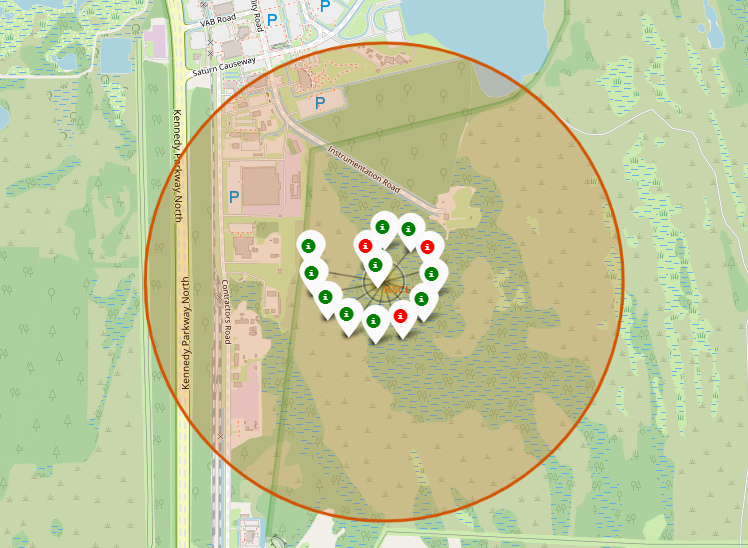 VAB Road
P
P
Saturn Causeway
P
Kennedy Parkway North
Instrumentation Road
P
Kennedy Parkway North
Contractors Road